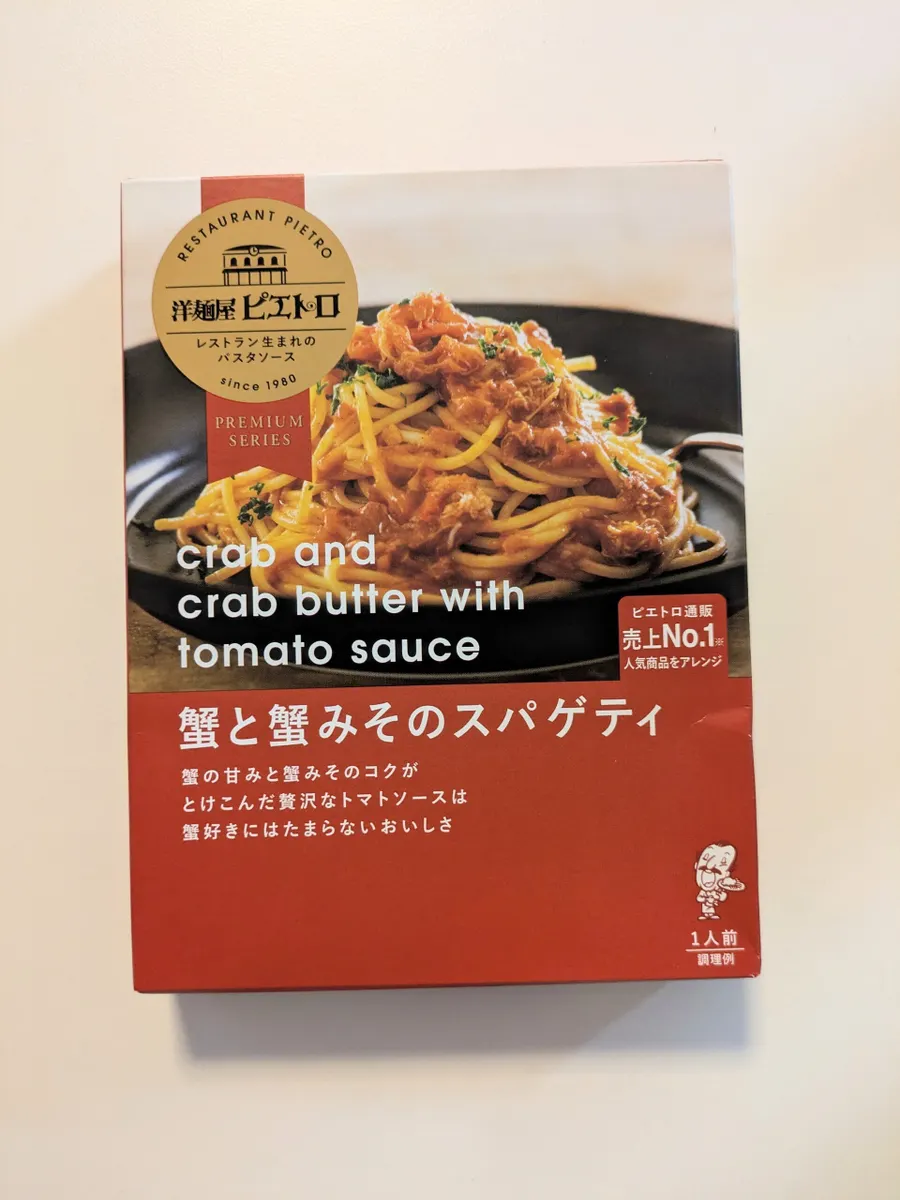 RESTAURANT PIETRO
洋麺屋 ピエトロ
レストラン生まれの
パスタソース
since 1980
PREMIUM
SERIES
crab and
crab butter with
tomato sauce
ピエトロ通販
売上No.1※
人気商品をアレンジ
蟹と蟹みそのスパゲティ
蟹の甘みと蟹みそのコクが
とけこんだ贅沢なトマトソースは
蟹好きにはたまらないおいしさ
1人前
調理例